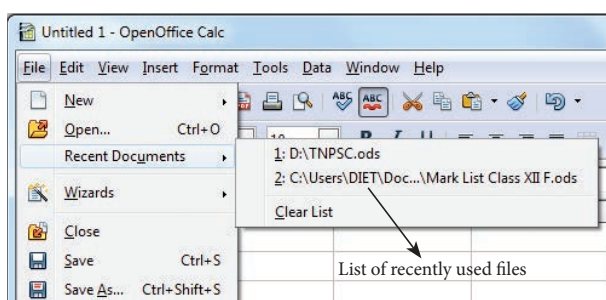 Untitled 1 - OpenOffice Calc
File Edit View Insert Format Tools Data Window Help
New
Open... Ctrl+O
Recent Documents
1: D:\TNPSC.ods
2: C:\Users\DIET\Doc...\Mark List Class XII F.ods
Clear List
Wizards
Close
Save Ctrl+S
Save As... Ctrl+Shift+S
List of recently used files